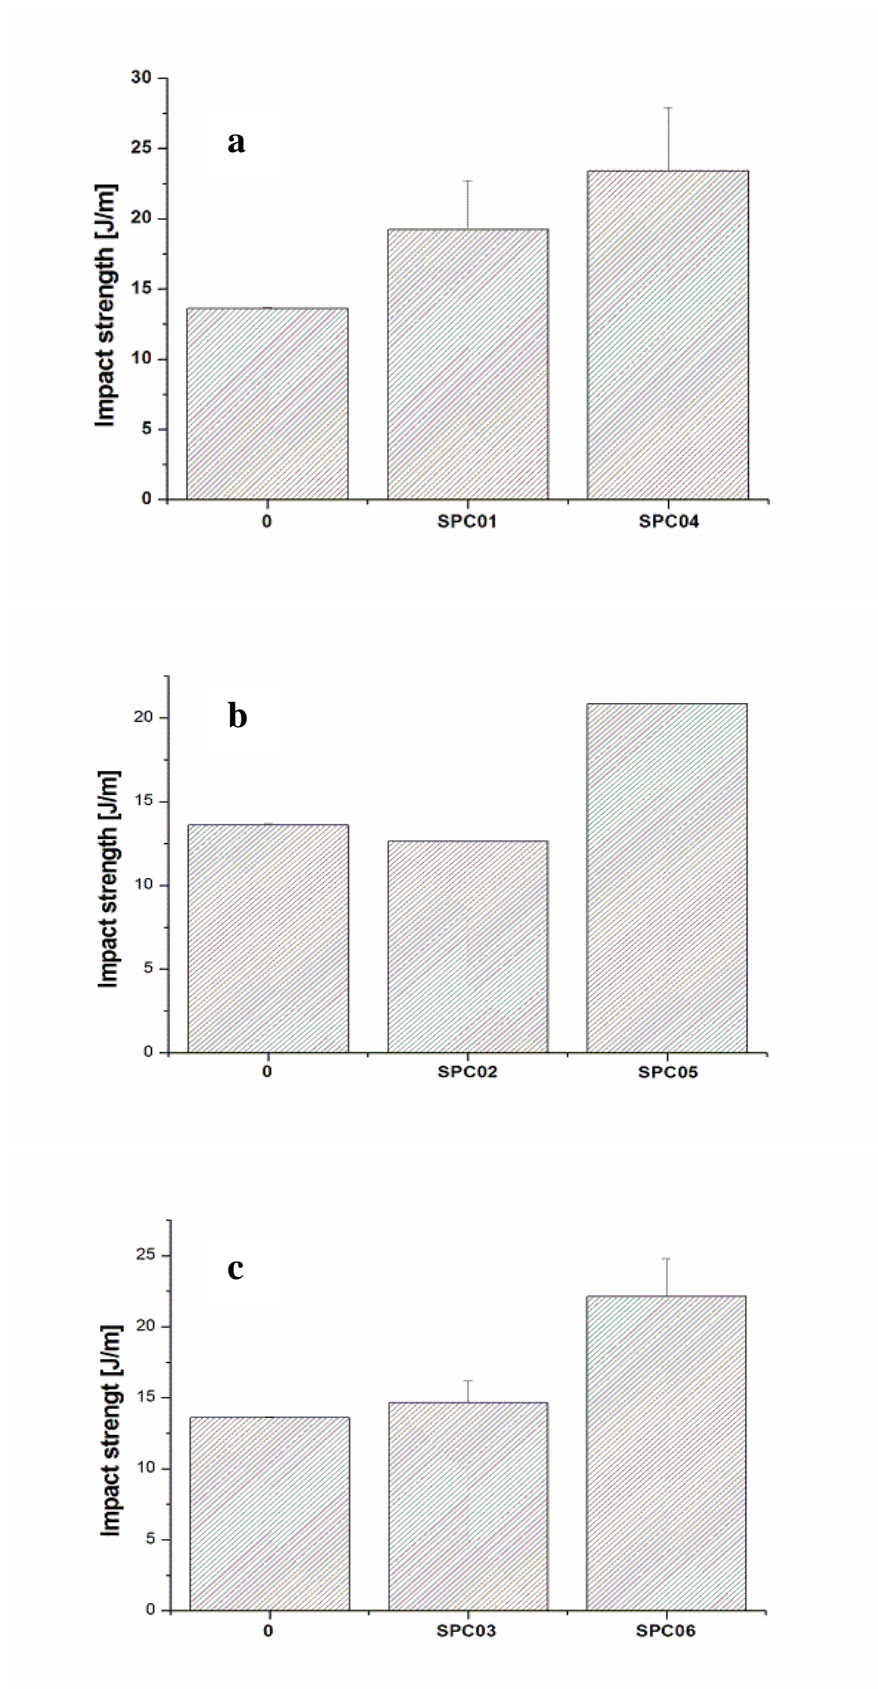 a
Impact strength [J/m]
30
25
20
15
10
5
0
0 SPC01 SPC04
b
Impact strength [J/m]
20
15
10
5
0
0 SPC02 SPC05
c
Impact strengt [J/m]
25
20
15
10
5
0
0 SPC03 SPC06